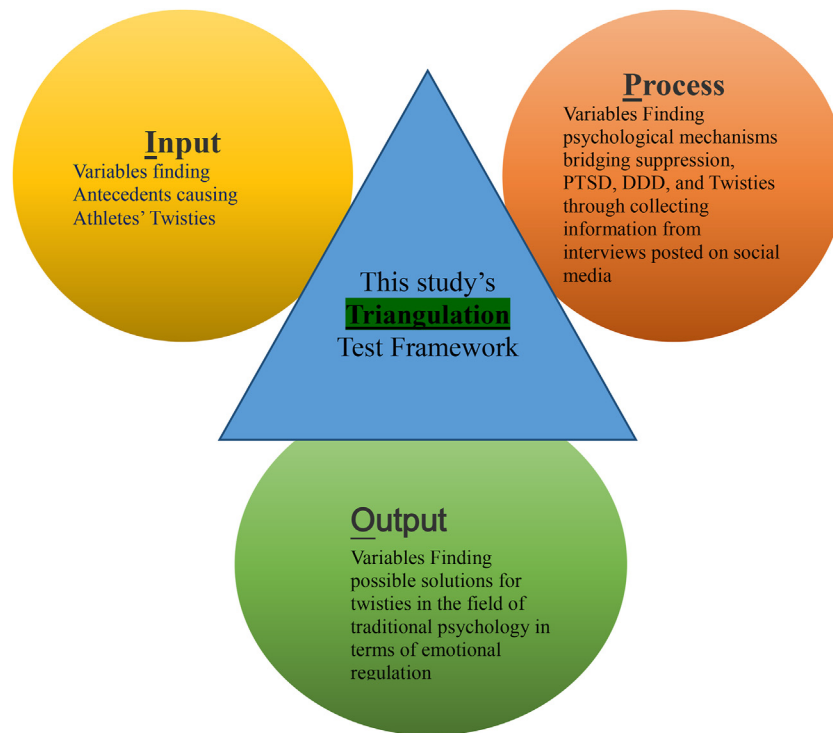 Input
Variables finding
Antecedents causing
Athletes’ Twisties
Process
Variables Finding
psychological mechanisms
bridging suppression,
PTSD, DDD, and Twisties
through collecting
information from
interviews posted on social
media
This study’s
Triangulation
Test Framework
Output
Variables Finding
possible solutions for
twisties in the field of
traditional psychology in
terms of emotional
regulation